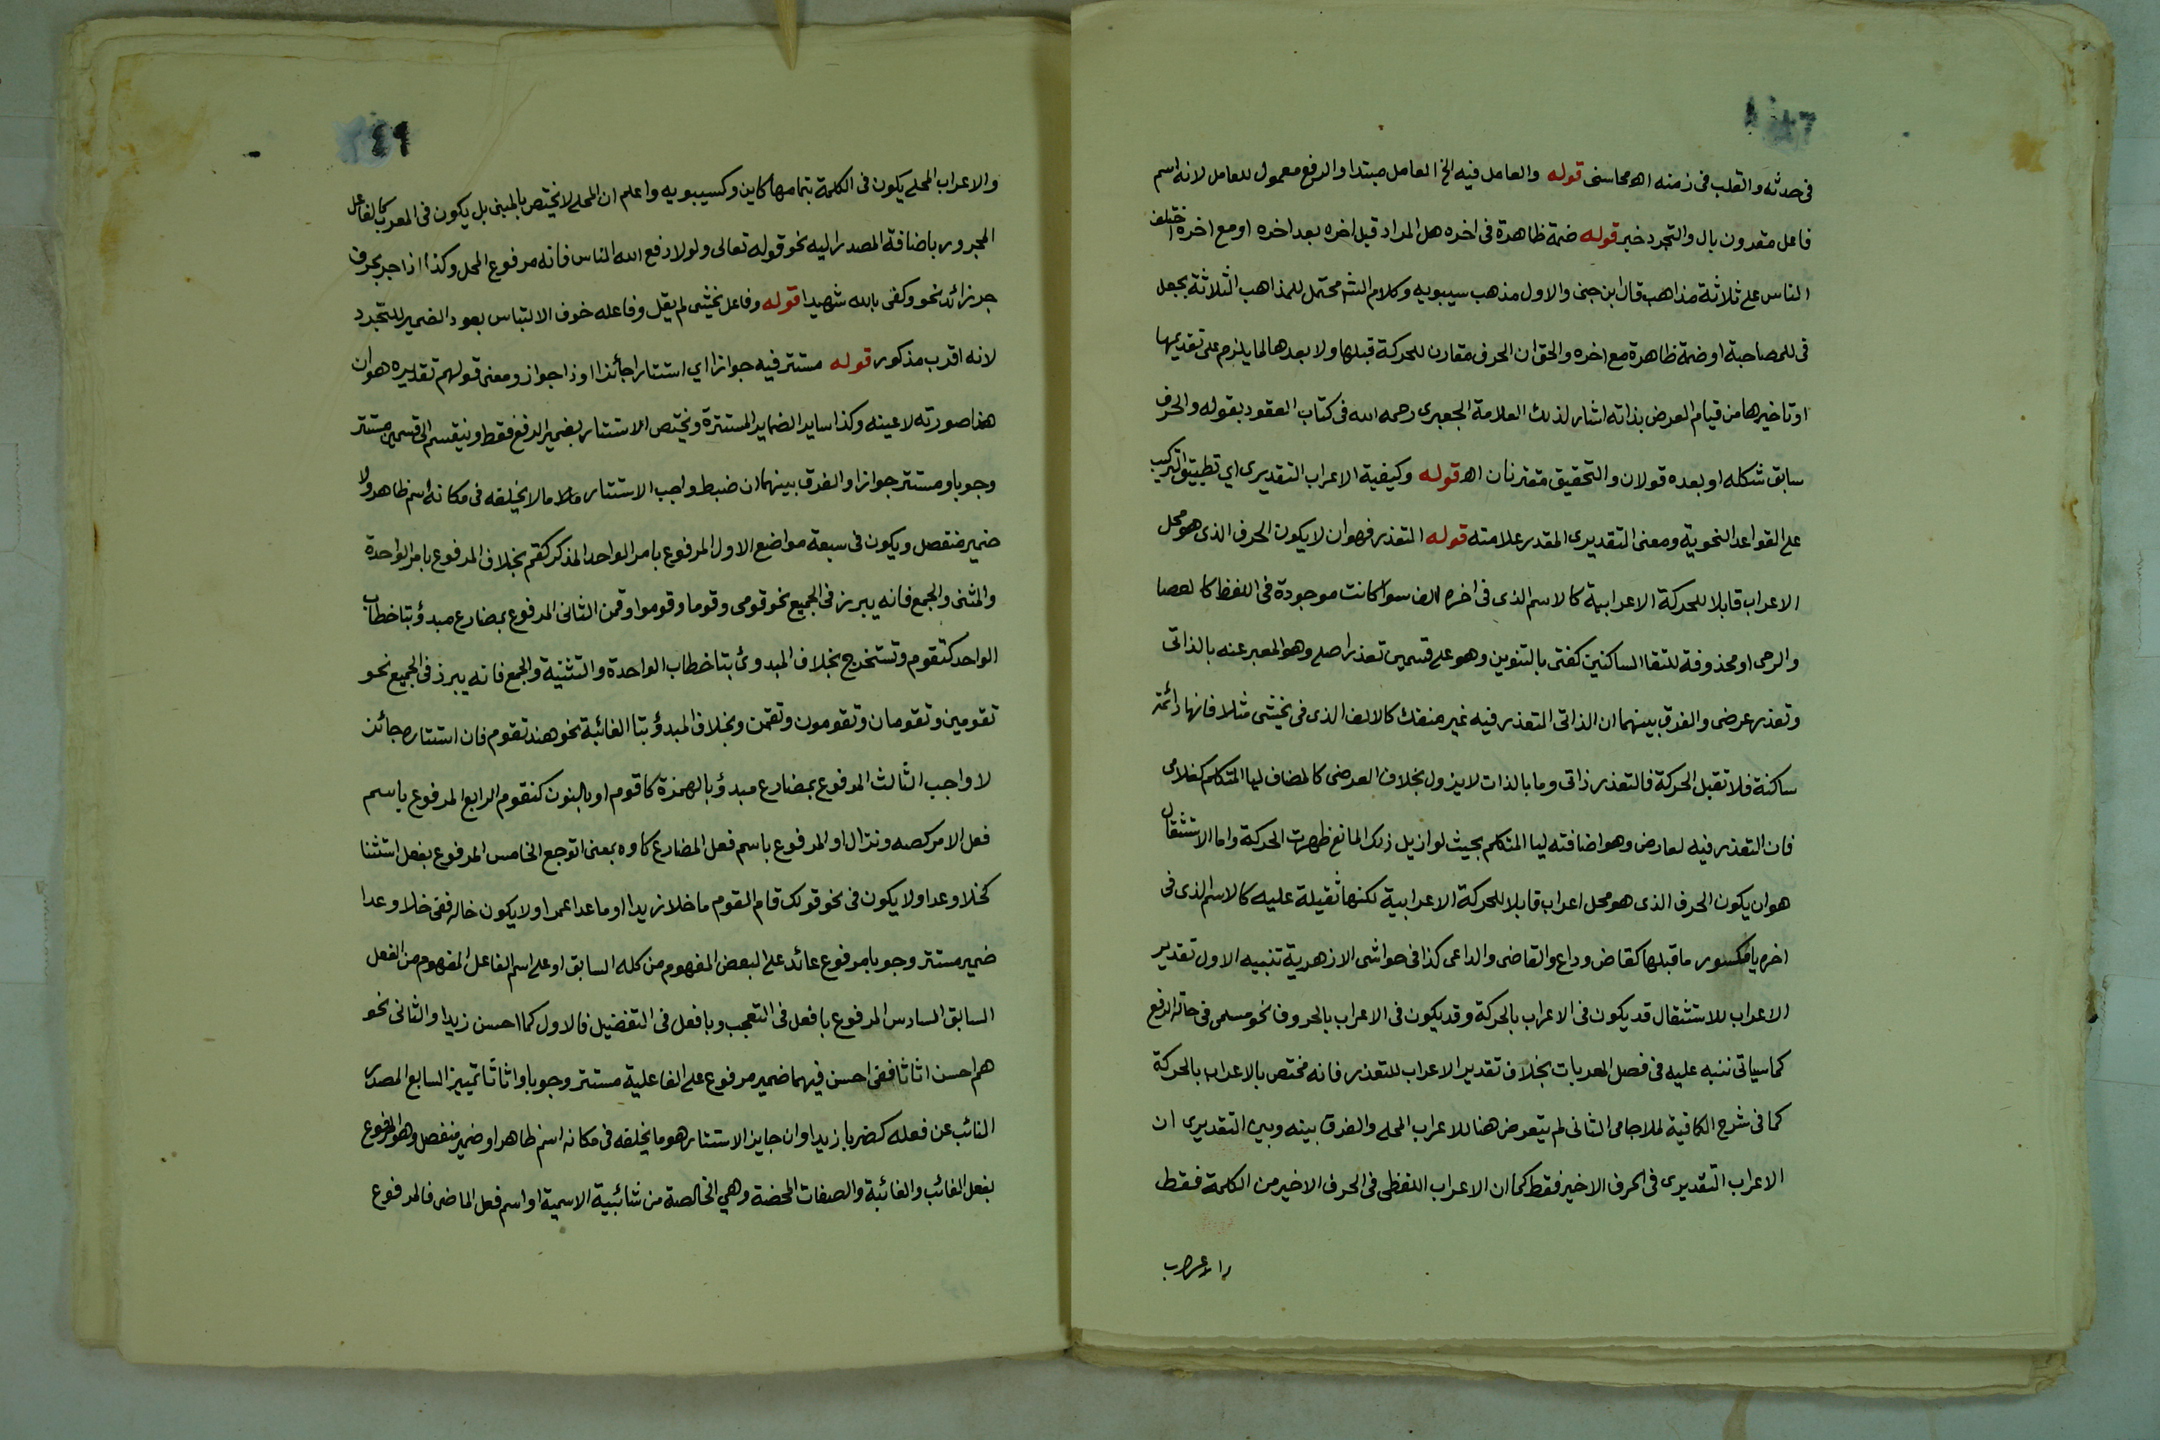 في حدثه والقلب في زمنه اه محاسني قوله والعامل فيه الخ العامل مبتدا والرفع معمول للعامل لانه اسم
فاعل مقرون بال والتجرد خبر قوله ضمة ظاهرة في اخره هل المراد قبل اخره بعد اخره او مع اخره اختلف
الناس على ثلاثة مذاهب قال ابن جني والاول مذهب سيبويه وكلام الشه محتمل للمذاهب الثلاثة بجعل
في للمصاحبة او ضمة ظاهرة مع اخره والحق ان الحرف مقارن للحركة قبلها ولا بعدها لما يلزم على تقديمها
او تاخيرها من قيام العرض بذاته اشار لذلك العلامة الجعبري رحمه الله في كتاب العقود بقوله والحرف
سابق شكله او بعده قولان والتحقيق مقترنان اه قوله وكيفية الاعراب التقديري اي تطبيق التركيب
على القواعد النحوية ومعنى التقديري المقدر علامته قوله التعذر فهو ان لا يكون الحرف الذي هو محل
الاعراب قابلا للحركة الاعرابية كالاسم الذي في اخره الف سوا كانت موجودة في اللفظ كالعصا
والرحى او محذوفة للتقا الساكنين كفتى بالتنوين وهو على قسمين تعذر اصلي وهو المعبر عنه بالذاتي
وتعذر عرضي والفرق بينهما ان الذاتي المتعذر فيه غير منفك كالالف الذي في يخشى مثلا فانها دائمة
ساكنة فلا تقبل الحركة فالتعذر ذاتي وما بالذات لا يزول بخلاف العرضي كالمضاف ليا المتكلم كغلامي
فان التعذر فيه لعارض وهو اضافته ليا المتكلم بحيث لو ازيل ذلك المانع ظهرت الحركة واما الاستثقال
هو ان يكون الحرف الذي هو محل اعراب قابلا للحركة الاعرابية لكنها ثقيلة عليه كالاسم الذي في
اخره يا مكسور ما قبلها كقاض وداع والقاضي والداعي كذا في حواشي الازهرية تنبيه الاول تقدير
الاعراب للاستثقال قد يكون في الاعراب بالحركة وقد يكون في الاعراب بالحروف نحو مسلمي في حالة الرفع
كما سياتي ننبه عليه في فصل المعربات بخلاف تقدير الاعراب للتعذر فانه مختص بالاعراب بالحركة
كما في شرح الكافية لملا جامي الثاني لم يتعرض هنا للاعراب المحلي والفرق بينه وبين التقديري ان
الاعراب التقديري في الحرف الاخير فقط كما ان الاعراب اللفظي في الحرف الاخير من الكلمة فقط
والاعراب
٤٩
والاعراب المحلي يكون في الكلمة بتمامها كاين وكسيبويه واعلم ان المحلي لا يختص بالمبني بل يكون في المعرب كالفاعل
المجرور باضافة المصدر اليه نحو قوله تعالى ولولا دفع الله الناس فانه مرفوع المحل وكذا اذا جر بحرف
جر زائد نحو وكفى بالله شهيدا قوله وفاعل يخشى لم يقل وفاعله خوف الالتباس بعود الضمير للتجرد
لانه اقرب مذكور قوله مستتر فيه جوازا اي استتارا جائزا او ذا جواز ومعنى قولهم تقديره هو ان
هذا صورته لا عينه وكذا ساير الضماير المستترة ويختص الاستتار بضمير الرفع فقط وينقسم الى قسمين مستتر
وجوبا ومستتر جوازا والفرق بينهما ان ضبط واجب الاستتار ما لا يخلفه في مكانه اسم ظاهر ولا
ضمير منفصل ويكون في سبعة مواضع الاول المرفوع بامر الواحد المذكر كقم بخلاف المرفوع بامر الواحدة
والمثنى والجمع فانه يبرز في الجميع نحو قومي وقوما وقوموا وقمن الثاني المرفوع بمضارع مبدؤ بتا خطاب
الواحد كتقوم وتستخرج بخلاف المبدوئ بتا خطاب الواحدة والتثنية والجمع فانه يبرز في الجميع نحو
تقومين وتقومان وتقومون وتقمن وبخلاف المبدؤ بتا الغائبة نحو هند تقوم فان استتاره جائز
لا واجب الثالث المرفوع بمضارع مبدؤ بالهمزة كاقوم او بالنون كنقوم الرابع المرفوع باسم
فعل الامر كصه ونزال او المرفوع باسم فعل المضارع كاوه بمعنى اتوجع الخامس المرفوع بفعل استثنا
كخلا وعدا ولا يكون في نحو قولك قام القوم ما خلا زيدا او ما عدا عمرا اولا يكون خالد ففي خلا وعدا
ضمير مستتر وجوبا مرفوع عائد على البعض المفهوم من كله السابق او على اسم الفاعل المفهوم من الفعل
السابق السادس المرفوع بافعل في التعجب وبافعل في التفضيل فالاول كما احسن زيدا والثاني نحو
هم احسن اثاثا ففي احسن فيهما ضمير مرفوع على الفاعلية مستتر وجوبا واثاثا تمييز السابع المصدر
النائب عن فعله كضربا زيدا وان جايز الاستتار هو ما يخلفه في مكانه اسم ظاهر او ضمير منفصل وهو المرفوع
بفعل الغائب والغائبة والصفات المحضة وهي الخالصة من شائبية الاسمية او اسم فعل الماضي فالمرفوع